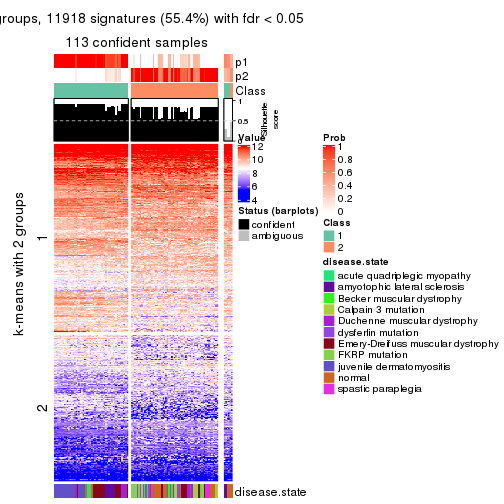 groups, 11918 signatures (55.4%) with fdr < 0.05
113 confident samples
p1
p2
Class
1
0.5
0
Silhouette
score
k-means with 2 groups
1
2
Value
12
10
8
6
4
Status (barplots)
confident
ambiguous
Prob
1
0.8
0.6
0.4
0.2
0
Class
1
2
disease.state
acute quadriplegic myopathy
amyotrophic lateral sclerosis
Becker muscular dystrophy
Calpain 3 mutation
Duchenne muscular dystrophy
dysferlin mutation
Emery-Dreifuss muscular dystrophy
FKRP mutation
juvenile dermatomyositis
normal
spastic paraplegia
disease.state